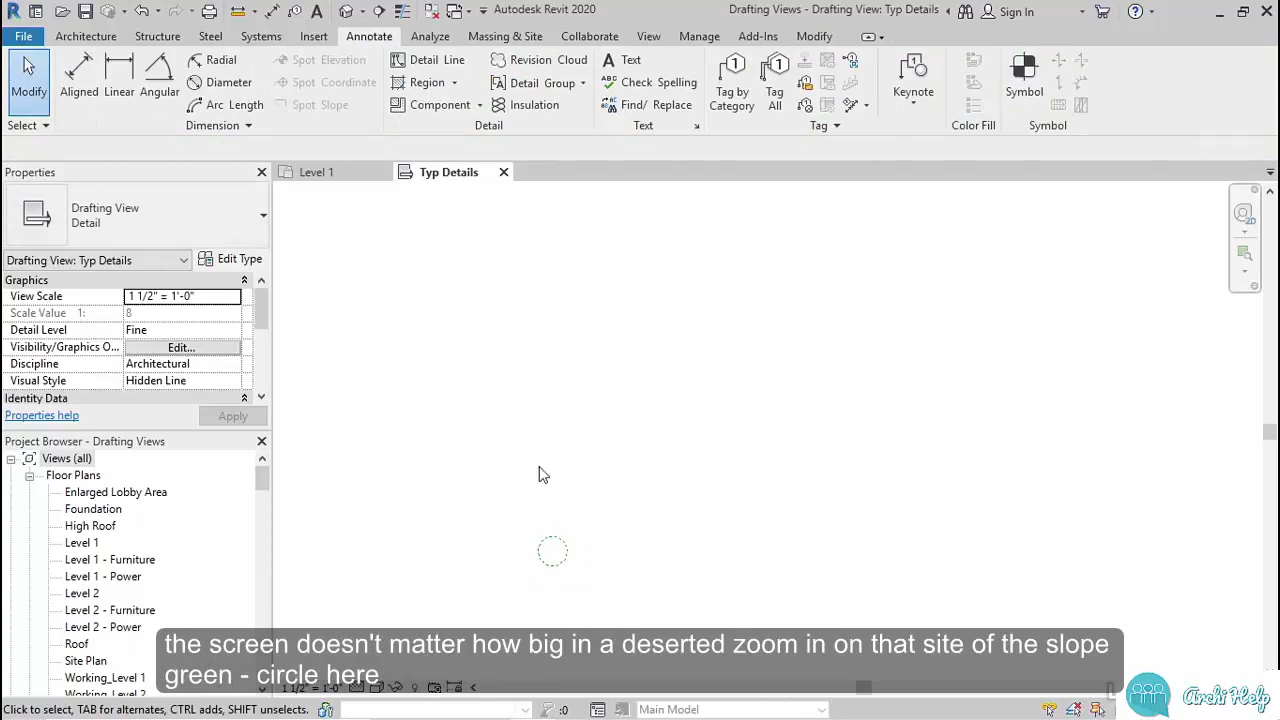 Autodesk Revit 2020
Drafting Views - Drafting View: Typ Details
Sign In
File Architecture Structure Steel Systems Insert Annotate Analyze Massing & Site Collaborate View Manage Add-Ins Modify
Modify
Select
Aligned
Linear
Angular
Radial
Diameter
Arc Length
Spot Elevation
Spot Coordinate
Spot Slope
Dimension
Detail Line
Region
Component
Revision Cloud
Detail Group
Insulation
Detail
Text
ABC
Check Spelling
Find/ Replace
Text
Tag by
Category
Tag
All
Tag
Keynote
Color Fill
Symbol
Symbol
Properties
Level 1
Typ Details
Drafting View
Detail
Drafting View: Typ Details
Edit Type
Graphics
View Scale 1 1/2" = 1'-0"
Scale Value 1: 8
Detail Level Fine
Visibility/Graphics O... Edit...
Discipline Architectural
Visual Style Hidden Line
Identity Data
Properties help
Apply
2D
Project Browser - Drafting Views
Views (all)
Floor Plans
Enlarged Lobby Area
Foundation
High Roof
Level 1
Level 1 - Furniture
Level 1 - Power
Level 2
Level 2 - Furniture
Level 2 - Power
Roof
Site Plan
Working_Level 1
the screen doesn't matter how big in a deserted zoom in on that site of the slope
green - circle here
1 1/2" = 1'-0"
Click to select, TAB for alternates, CTRL adds, SHIFT unselects.
:0
Main Model
Archi Help